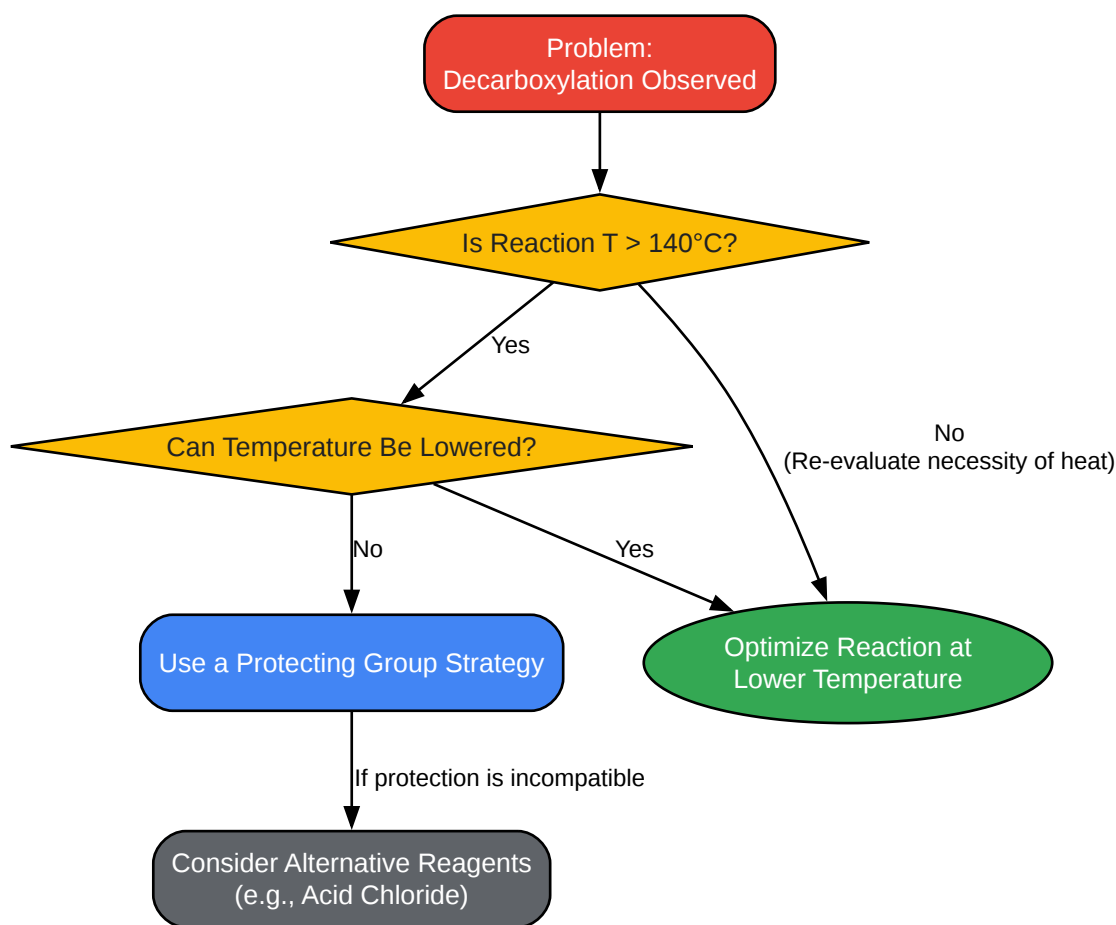 Problem:
Decarboxylation Observed
Is Reaction T > 140°C?
Yes
No
(Re-evaluate necessity of heat)
Can Temperature Be Lowered?
No
Yes
Use a Protecting Group Strategy
Optimize Reaction at
Lower Temperature
If protection is incompatible
Consider Alternative Reagents
(e.g., Acid Chloride)